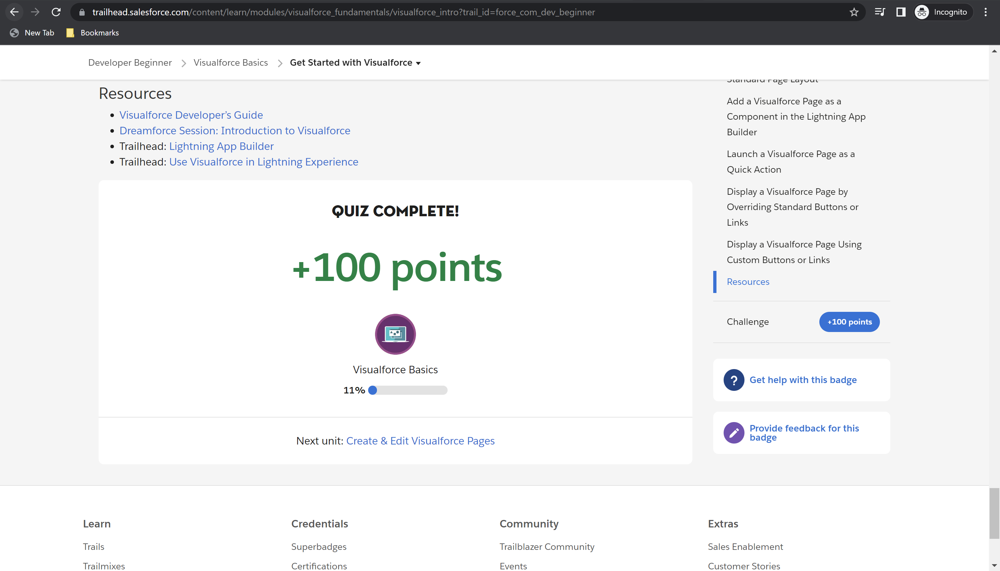 trailhead.salesforce.com/content/learn/modules/visualforce_fundamentals/visualforce_intro?trail_id=force_com_dev_beginner
Incognito
New Tab
Bookmarks
Developer Beginner
Visualforce Basics
Get Started with Visualforce
Resources
Visualforce Developer’s Guide
Dreamforce Session: Introduction to Visualforce
Trailhead: Lightning App Builder
Trailhead: Use Visualforce in Lightning Experience
QUIZ COMPLETE!
+100 points
Visualforce Basics
11%
Next unit: Create & Edit Visualforce Pages
Standard Page Layout
Add a Visualforce Page as a
Component in the Lightning App
Builder
Launch a Visualforce Page as a
Quick Action
Display a Visualforce Page by
Overriding Standard Buttons or
Links
Display a Visualforce Page Using
Custom Buttons or Links
Resources
Challenge
+100 points
?
Get help with this badge
Provide feedback for this
badge
Learn
Trails
Trailmixes
Credentials
Superbadges
Certifications
Community
Trailblazer Community
Events
Extras
Sales Enablement
Customer Stories